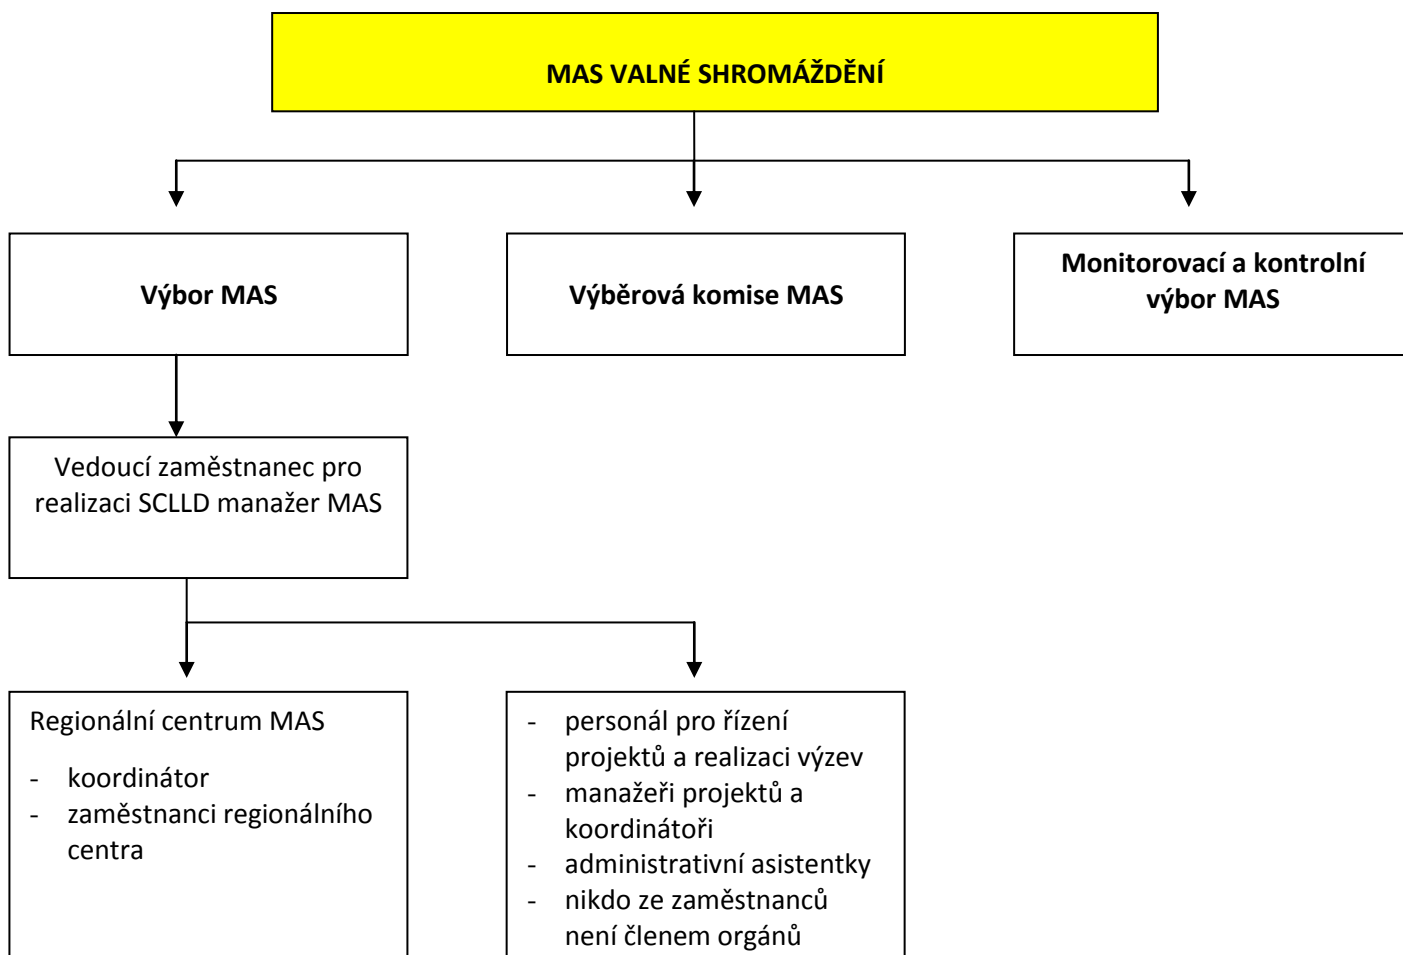 MAS VALNÉ SHROMÁŽDĚNÍ
Výbor MAS
Výběrová komise MAS
Monitorovací a kontrolní
výbor MAS
Vedoucí zaměstnanec pro
realizaci SCLLD manažer MAS
Regionální centrum MAS
- koordinátor
- zaměstnanci regionálního
centra
- personál pro řízení
projektů a realizaci výzev
- manažeři projektů a
koordinátoři
- administrativní asistentky
- nikdo ze zaměstnanců
není členem orgánů